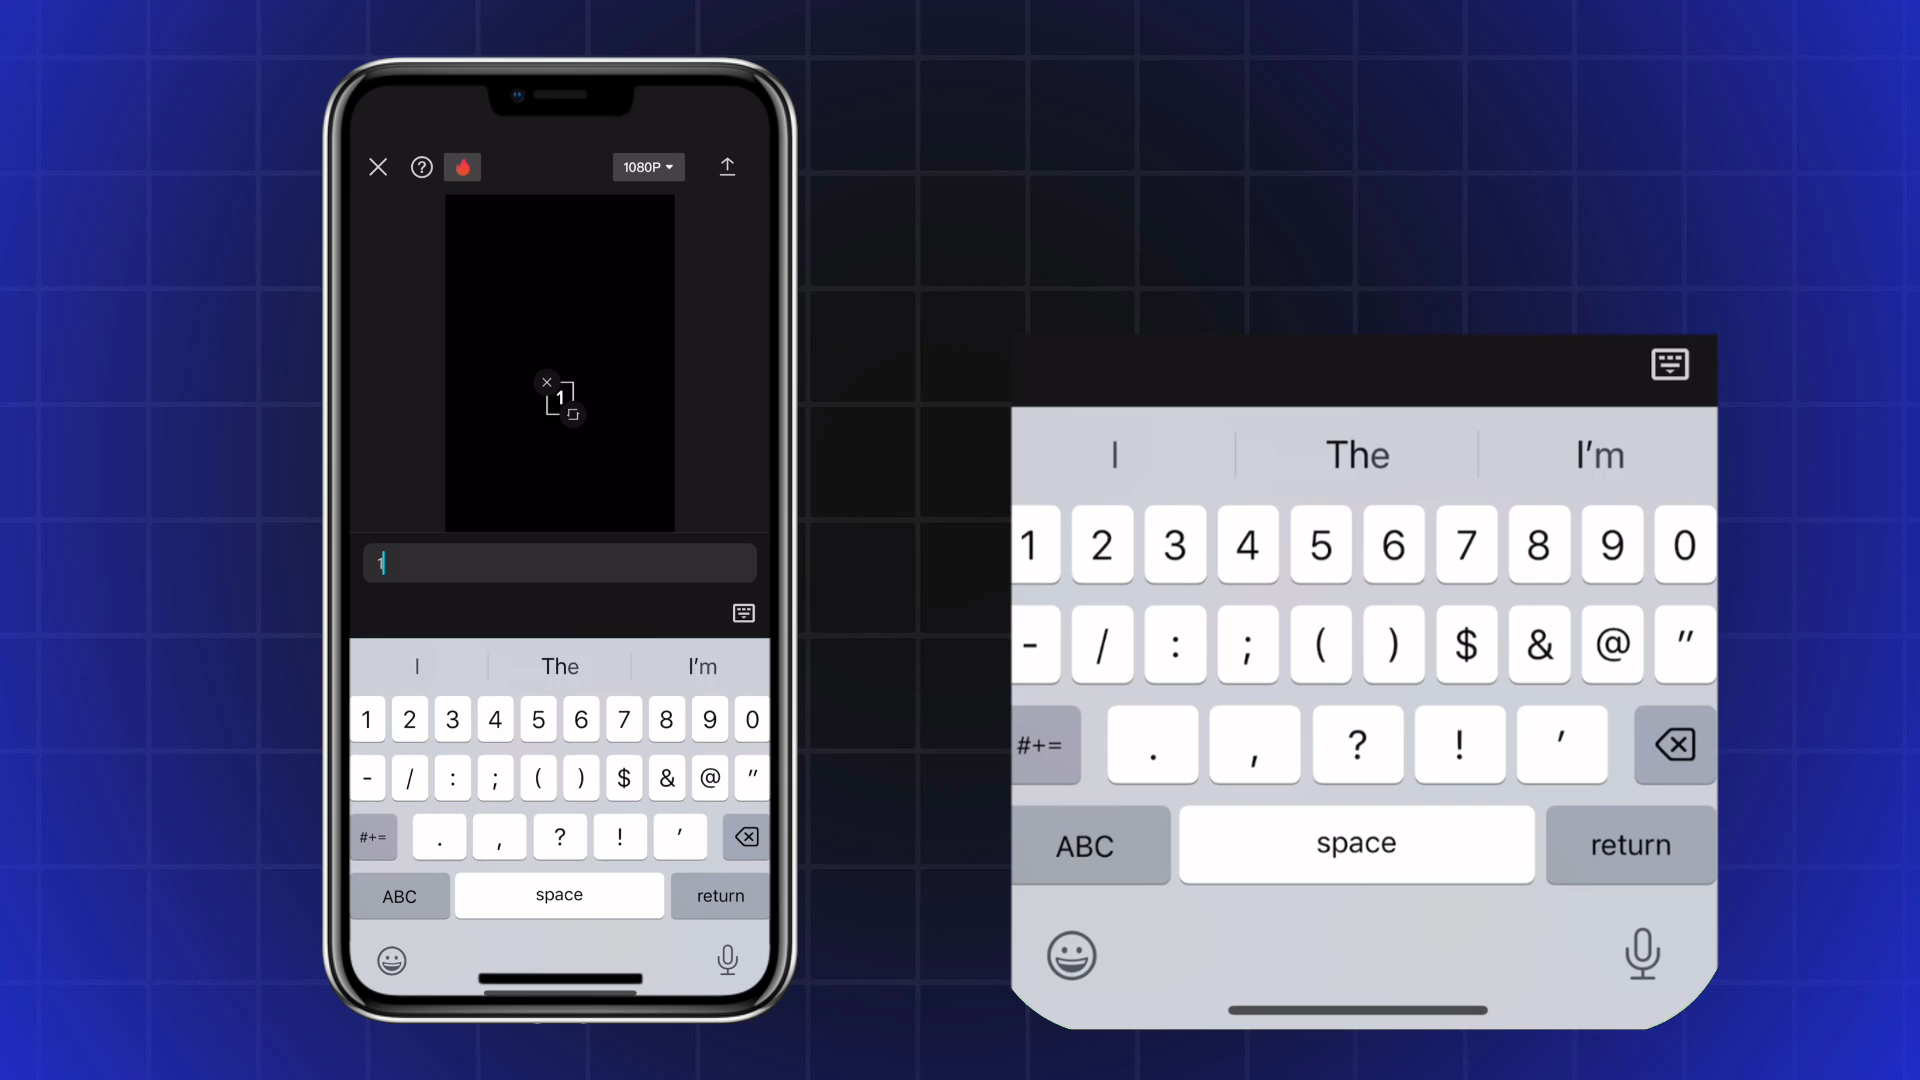 1080P
1
1
I The I'm
1 2 3 4 5 6 7 8 9 0
- / : ; ( ) $ & @ "
#+= . , ? ! '
ABC space return
I The I'm
1 2 3 4 5 6 7 8 9 0
- / : ; ( ) $ & @ "
#+= . , ? ! '
ABC space return